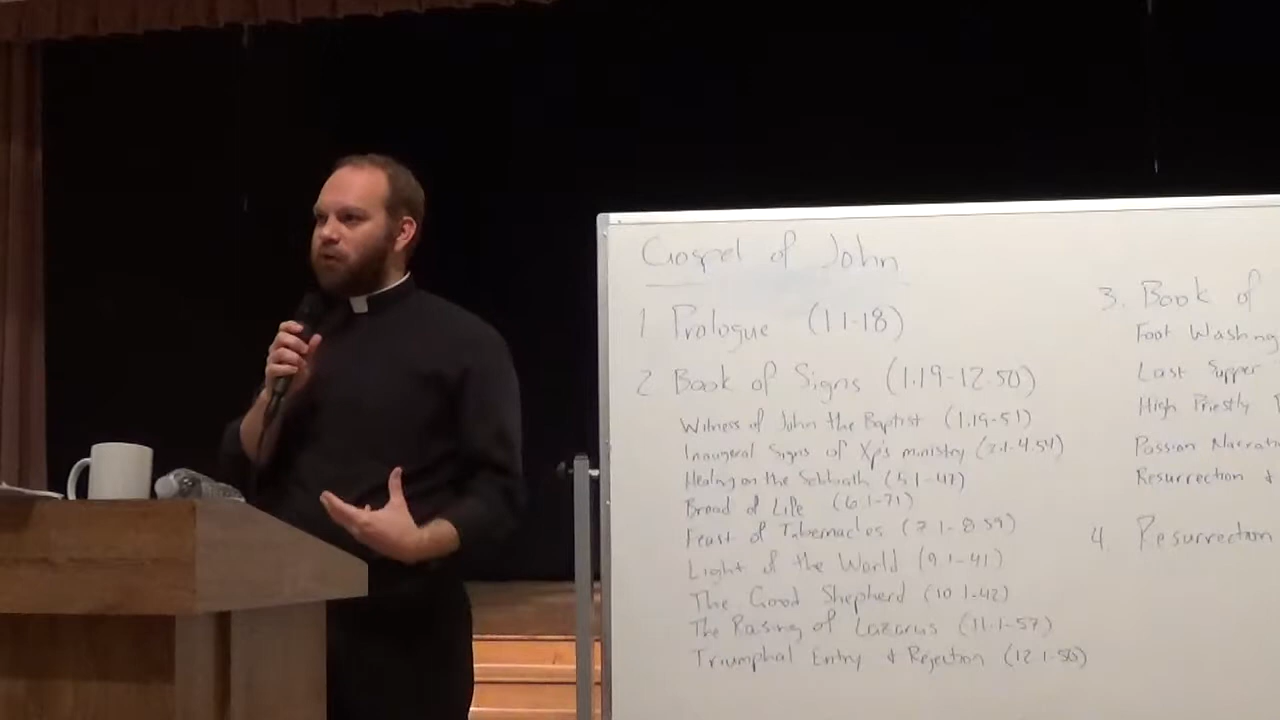 Gospel of John
1 Prologue (1 1-18)
2 Book of Signs (1.19-12.50)
Witness of John the Baptist (1.19-51)
Inaugural Signs of Xp's ministry (2.1-4.54)
Healing on the Sabbath (5.1-47)
Bread of Life (6.1-71)
Feast of Tabernacles (7.1-8.59)
Light of the World (9.1-41)
The Good Shepherd (10.1-42)
The Raising of Lazarus (11.1-57)
Triumphal Entry & Rejection (12.1-50)
3. Book of
Foot Washing
Last Supper
High Priestly
Passion Narrati
Resurrection &
4. Resurrection